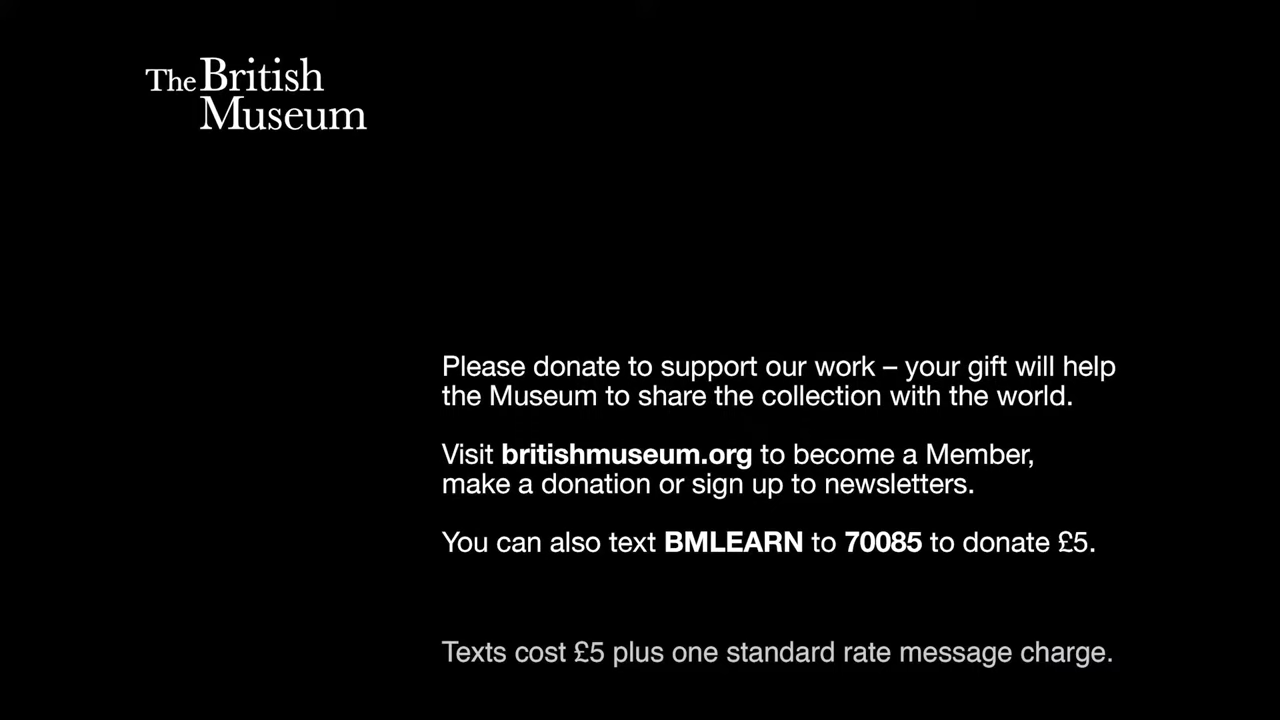 The British
Museum
Please donate to support our work – your gift will help
the Museum to share the collection with the world.
Visit britishmuseum.org to become a Member,
make a donation or sign up to newsletters.
You can also text BMLEARN to 70085 to donate £5.
Texts cost £5 plus one standard rate message charge.